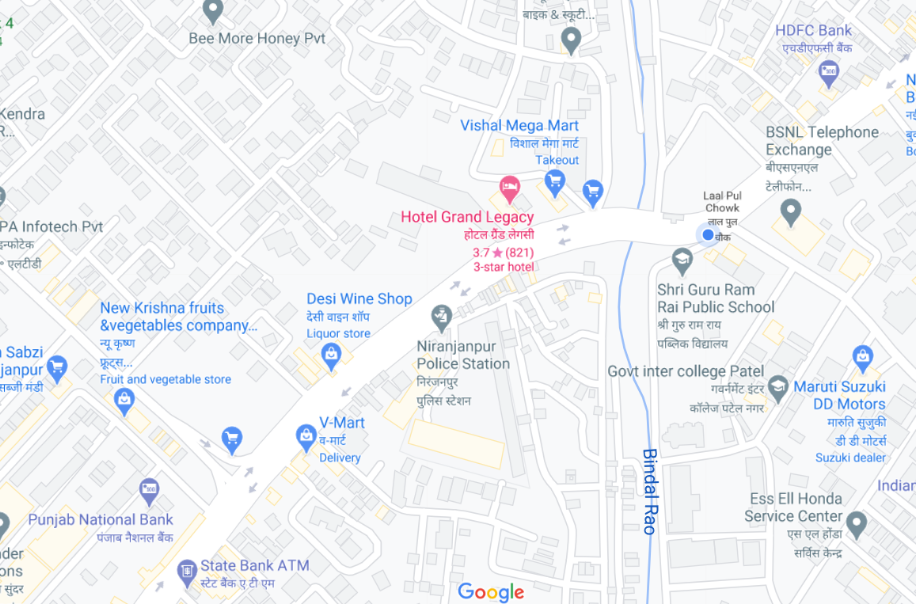 4
Bee More Honey Pvt
बाइक & स्कूटी...
HDFC Bank
एचडीएफसी बैंक
N
B
Kendra
R...
Vishal Mega Mart
विशाल मेगा मार्ट
Takeout
BSNL Telephone
Exchange
बीएसएनएल
टेलीफोन...
Laal Pul
Chowk
लाल पुल
चौक
Hotel Grand Legacy
होटल ग्रैंड लेगसी
3.7 ★ (821)
3-star hotel
PA Infotech Pvt
इन्फोटेक
एलटीडी
Shri Guru Ram
Rai Public School
श्री गुरु राम राय
पब्लिक विद्यालय
New Krishna fruits
&vegetables company...
न्यू कृष्ण
फ्रूट्स...
Fruit and vegetable store
Desi Wine Shop
देसी वाइन शॉप
Liquor store
Niranjanpur
Police Station
निरंजनपुर
पुलिस स्टेशन
Sabzi
janpur
सब्जी मंडी
Govt inter college Patel
गवर्नमेंट इंटर
कॉलेज पटेल नगर
Maruti Suzuki
DD Motors
मारुति सुजुकी
डी डी मोटर्स
Suzuki dealer
V-Mart
व-मार्ट
Delivery
Bindal Rao
Indian
Punjab National Bank
पंजाब नैशनल बैंक
Ess Ell Honda
Service Center
एस एल होंडा
सर्विस केन्द्र
State Bank ATM
स्टेट बैंक ए टी एम
der
ons
सुंदर
Google